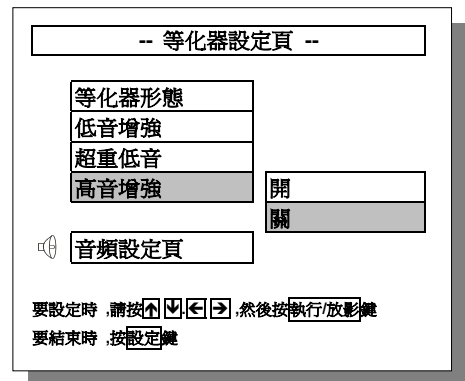 -- 等化器設定頁 --
等化器形態
低音增強
超重低音
高音增強
開
關
音頻設定頁
要設定時 ,請按↑ ↓.← → ,然後按執行/放影鍵
要結束時 ,按設定鍵